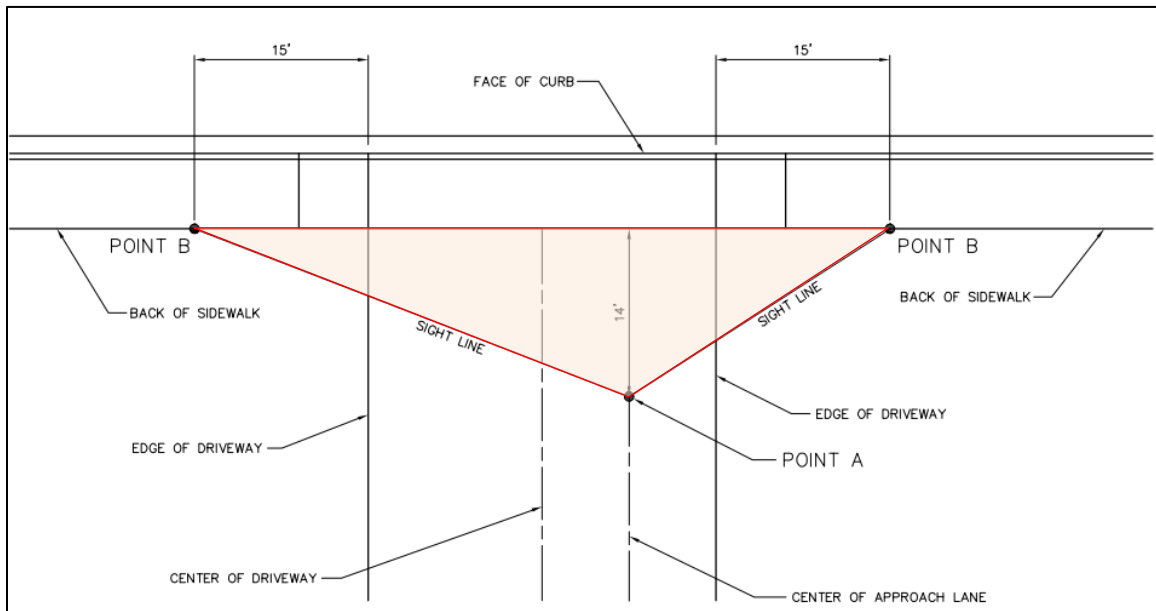 15'
15'
FACE OF CURB
POINT B
POINT B
14'
BACK OF SIDEWALK
BACK OF SIDEWALK
SIGHT LINE
SIGHT LINE
EDGE OF DRIVEWAY
EDGE OF DRIVEWAY
POINT A
CENTER OF DRIVEWAY
CENTER OF APPROACH LANE